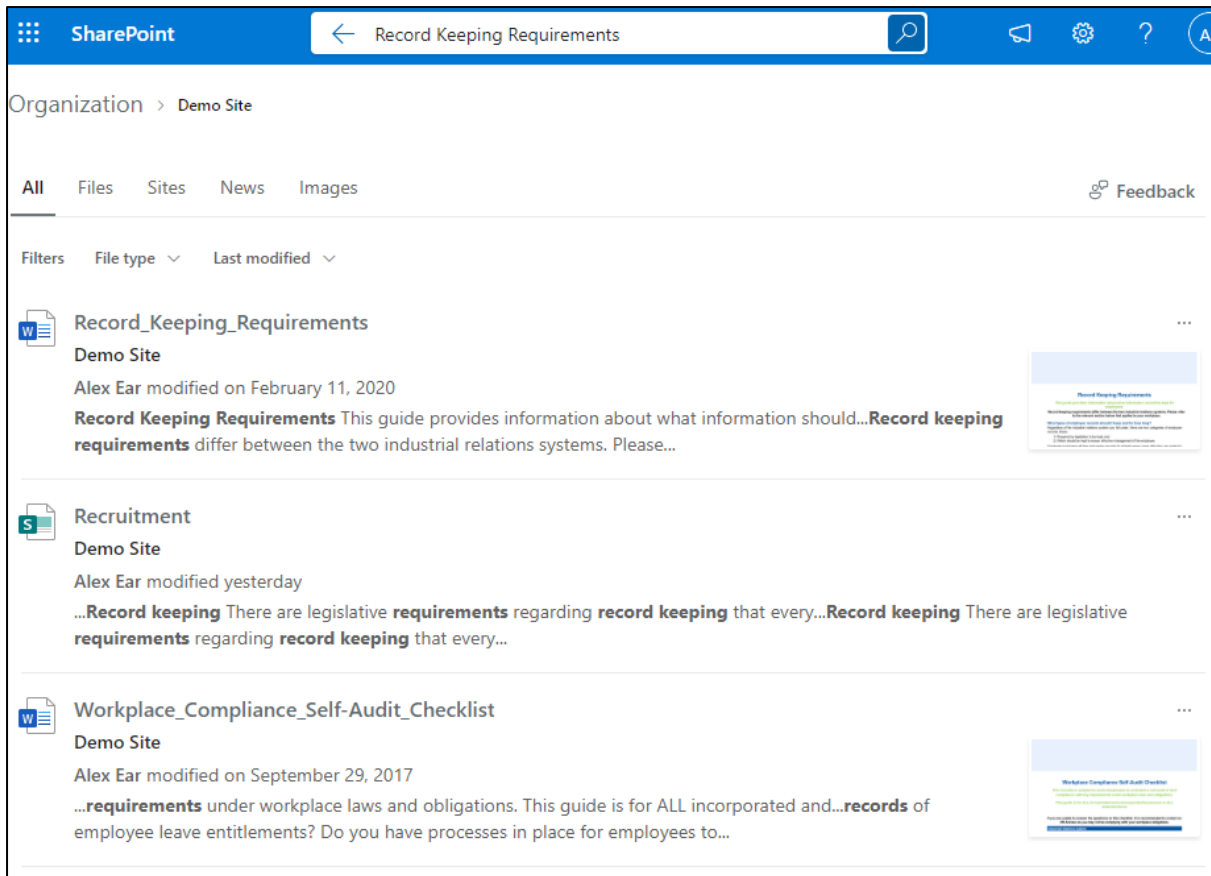 SharePoint
Record Keeping Requirements
A
Organization > Demo Site
All Files Sites News Images
Feedback
Filters File type Last modified
W
Record_Keeping_Requirements
...
Demo Site
Alex Ear modified on February 11, 2020
Record Keeping Requirements This guide provides information about what information should...Record keeping
requirements differ between the two industrial relations systems. Please...
Record Keeping Requirements
S
Recruitment
...
Demo Site
Alex Ear modified yesterday
...Record keeping There are legislative requirements regarding record keeping that every...Record keeping There are legislative
requirements regarding record keeping that every...
W
Workplace_Compliance_Self-Audit_Checklist
...
Demo Site
Alex Ear modified on September 29, 2017
...requirements under workplace laws and obligations. This guide is for ALL incorporated and...records of
employee leave entitlements? Do you have processes in place for employees to...
Workplace Compliance Self-Audit Checklist